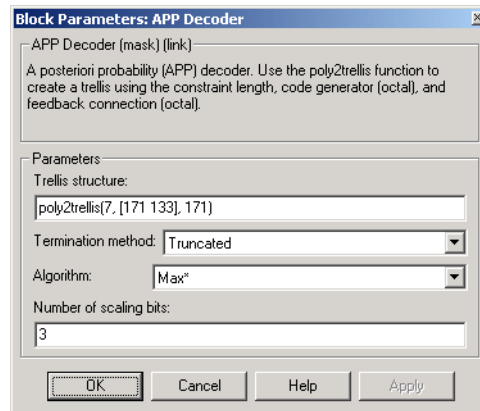 Block Parameters: APP Decoder
APP Decoder (mask) (link)
A posteriori probability (APP) decoder. Use the poly2trellis function to
create a trellis using the constraint length, code generator (octal), and
feedback connection (octal).
Parameters
Trellis structure:
poly2trellis(7, [171 133], 171)
Termination method: Truncated
Algorithm: Max*
Number of scaling bits:
3
OK Cancel Help Apply